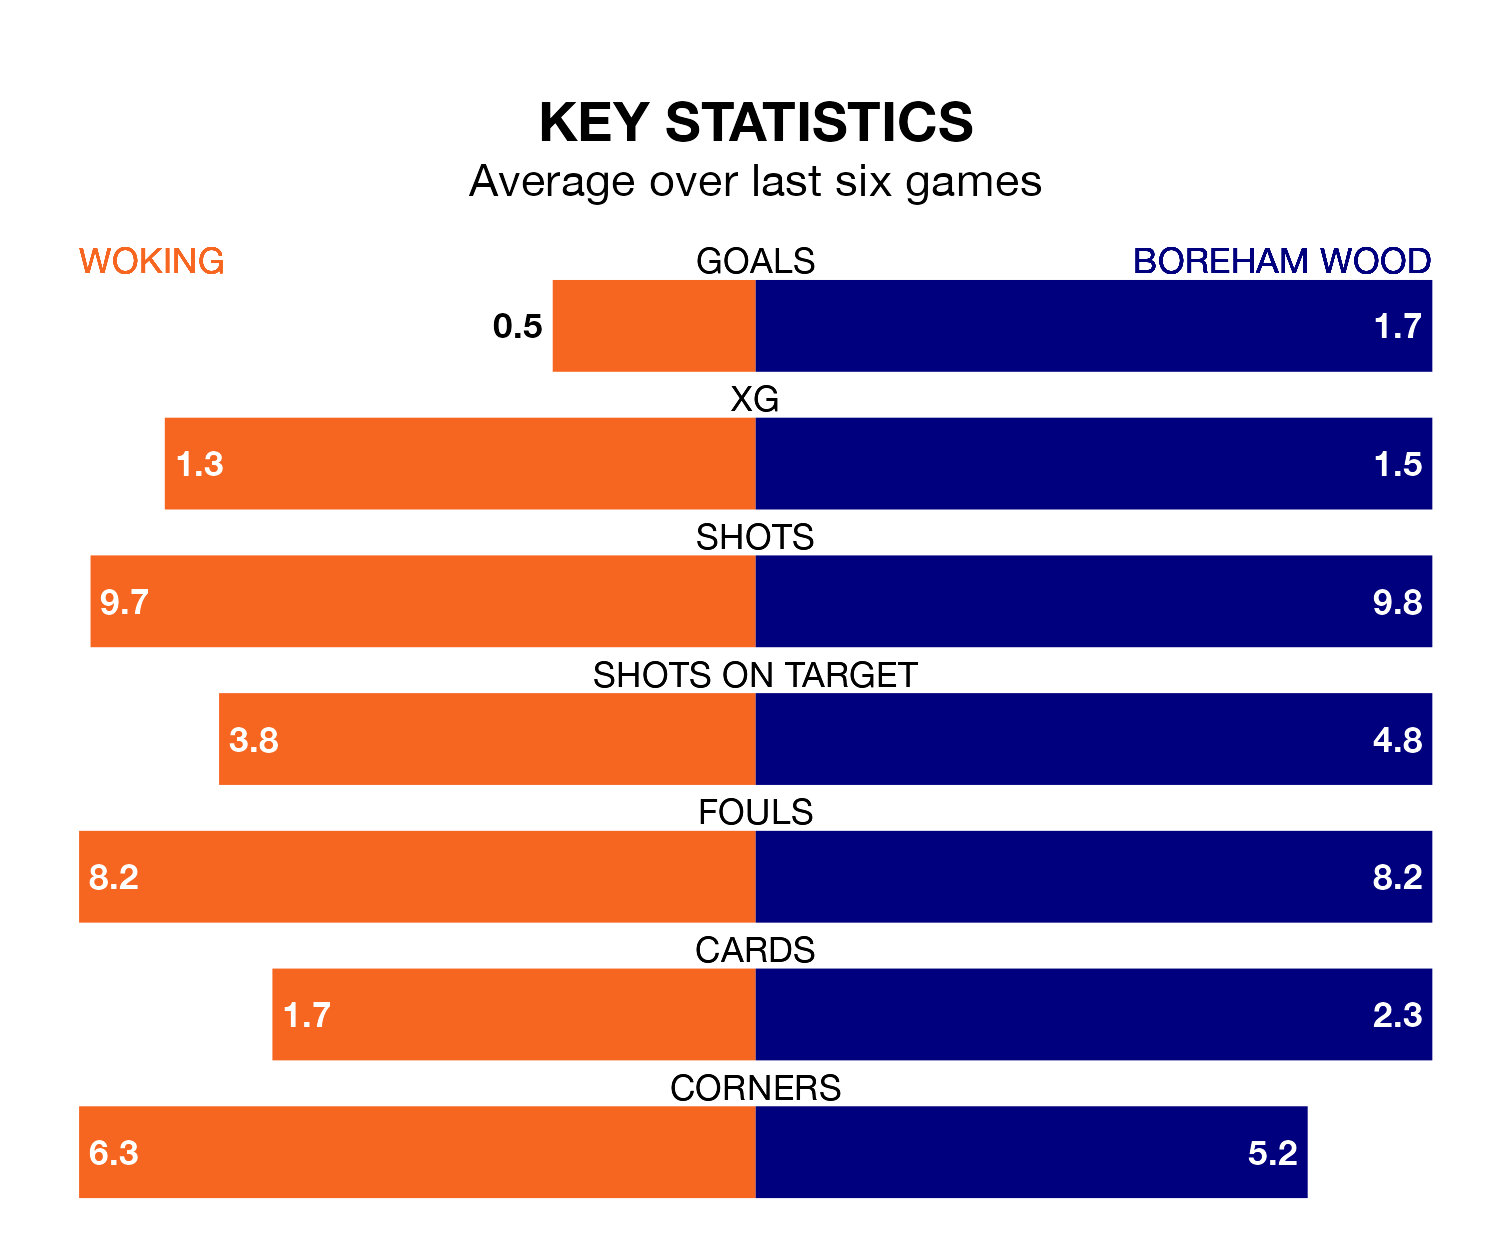 KEY STATISTICS
Average over last six games
WOKING GOALS BOREHAM WOOD
0.5 1.7
XG
1.3 1.5
SHOTS
9.7 9.8
SHOTS ON TARGET
3.8 4.8
FOULS
8.2 8.2
CARDS
1.7 2.3
CORNERS
6.3 5.2